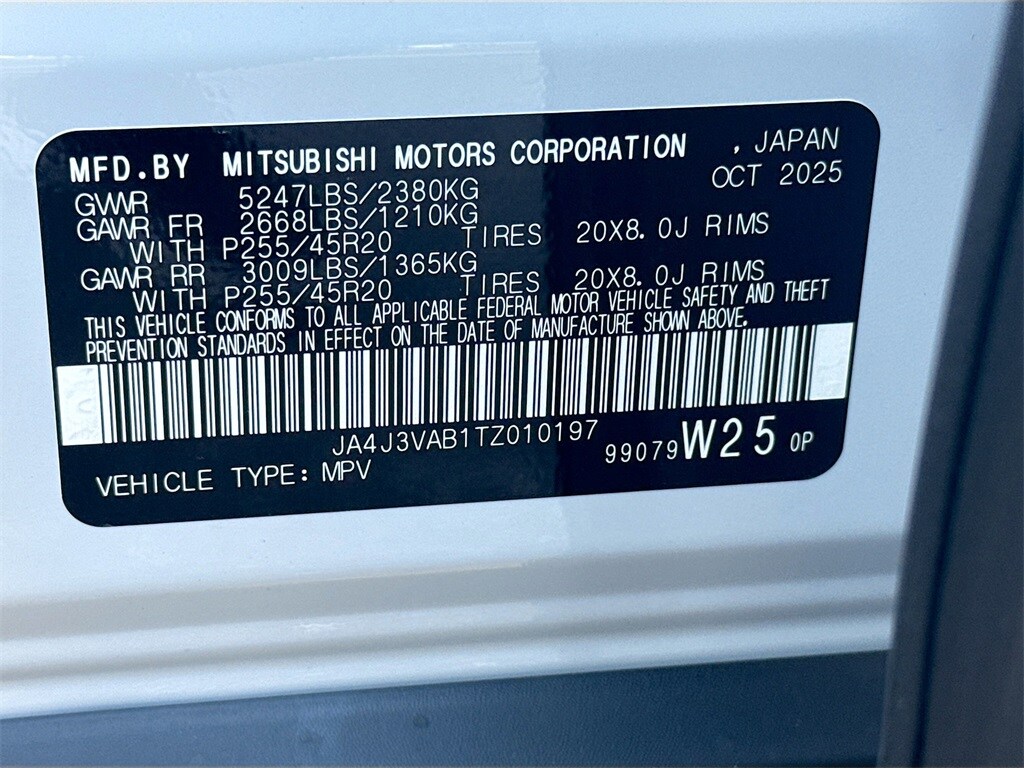 MFD.BY MITSUBISHI MOTORS CORPORATION , JAPAN
GVWR 5247LBS/2380KG OCT 2025
GAWR FR 2668LBS/1210KG
WITH P255/45R20 TIRES 20X8.0J RIMS
GAWR RR 3009LBS/1365KG
WITH P255/45R20 TIRES 20X8.0J RIMS
THIS VEHICLE CONFORMS TO ALL APPLICABLE FEDERAL MOTOR VEHICLE SAFETY AND THEFT
PREVENTION STANDARDS IN EFFECT ON THE DATE OF MANUFACTURE SHOWN ABOVE.
JA4J3VAB1TZ010197
99079 W25 0P
VEHICLE TYPE: MPV